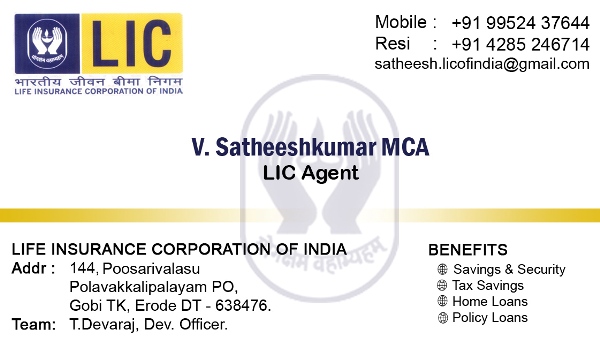 LIC
भारतीय जीवन बीमा निगम
LIFE INSURANCE CORPORATION OF INDIA
Mobile : +91 99524 37644
Resi : +91 4285 246714
satheesh.licofindia@gmail.com
V. Satheeshkumar MCA
LIC Agent
LIFE INSURANCE CORPORATION OF INDIA
Addr : 144, Poosarivalasu
Polavakkalipalayam PO,
Gobi TK, Erode DT - 638476.
Team: T.Devaraj, Dev. Officer.
योगक्षेमं वहाम्यहम्
BENEFITS
Savings & Security
Tax Savings
Home Loans
Policy Loans